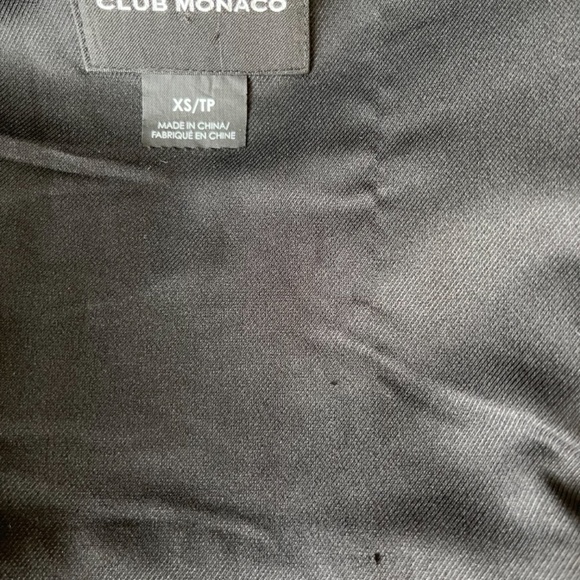 CLUB MONACO
XS/TP
MADE IN CHINA/
FABRIQUÉ EN CHINE